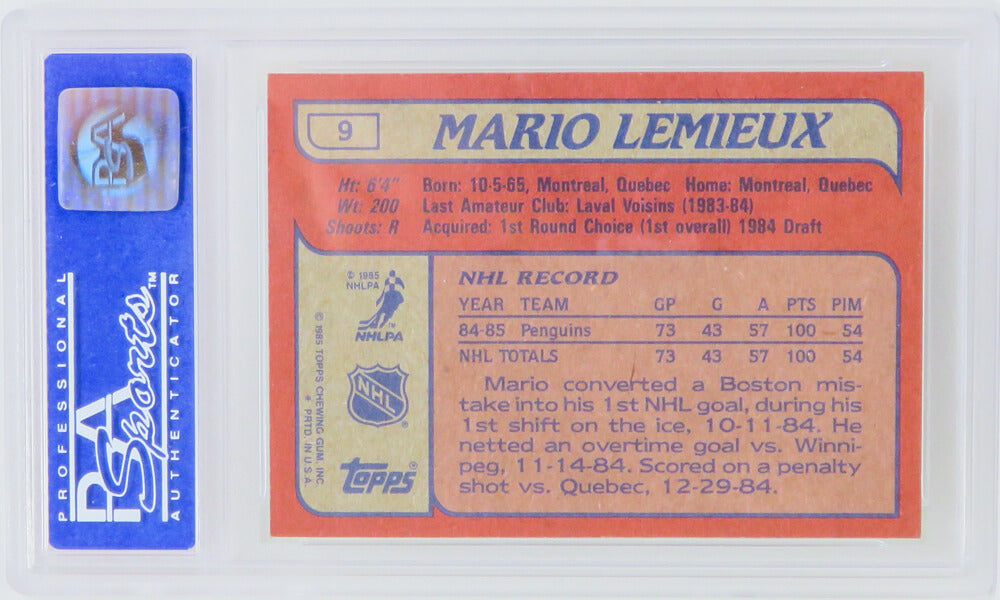 PSA
PROFESSIONAL
PSA Sports™
AUTHENTICATOR
9
MARIO LEMIEUX
Ht: 6'4" Born: 10-5-65, Montreal, Quebec Home: Montreal, Quebec
Wt: 200 Last Amateur Club: Laval Voisins (1983-84)
Shoots: R Acquired: 1st Round Choice (1st overall) 1984 Draft
© 1985
NHLPA
™
NHLPA
NHL
®
© 1985 TOPPS CHEWING GUM, INC.
* PRTD. IN U.S.A.
topps®
NHL RECORD
YEAR TEAM GP G A PTS PIM
84-85 Penguins 73 43 57 100 54
NHL TOTALS 73 43 57 100 54
Mario converted a Boston mis-
take into his 1st NHL goal, during his
1st shift on the ice, 10-11-84. He
netted an overtime goal vs. Winni-
peg, 11-14-84. Scored on a penalty
shot vs. Quebec, 12-29-84.